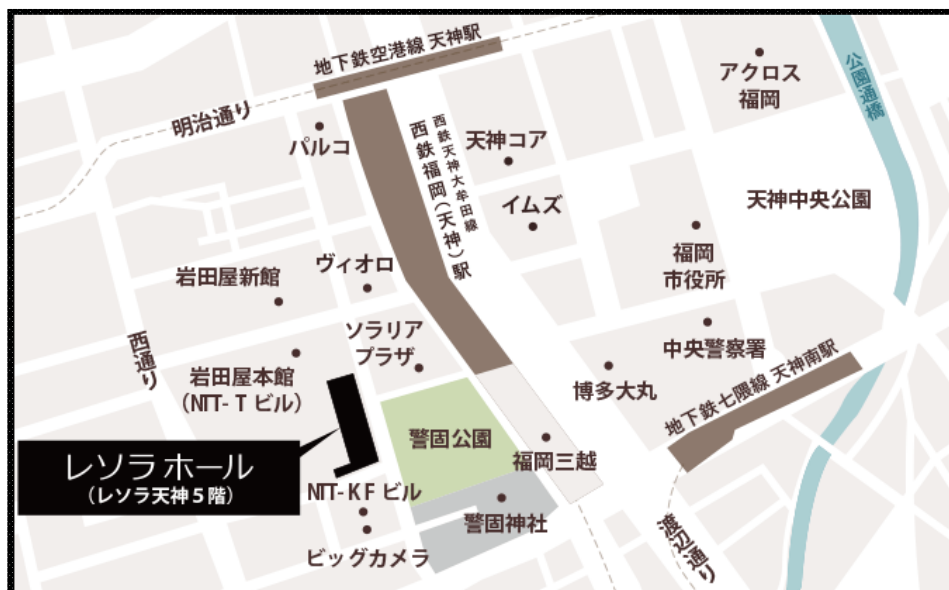 地下鉄空港線 天神駅
アクロス
福岡
公園通橋
明治通り
パルコ
西鉄天神大牟田線
西鉄福岡(天神)駅
天神コア
天神中央公園
イムズ
福岡
市役所
岩田屋新館
ヴィオロ
西通り
ソラリア
プラザ
中央警察署
岩田屋本館
(NTT-Tビル)
博多大丸
地下鉄七隈線 天神南駅
警固公園
福岡三越
レソラ ホール
(レソラ天神5階)
NTT-KFビル
警固神社
渡辺通り
ビッグカメラ